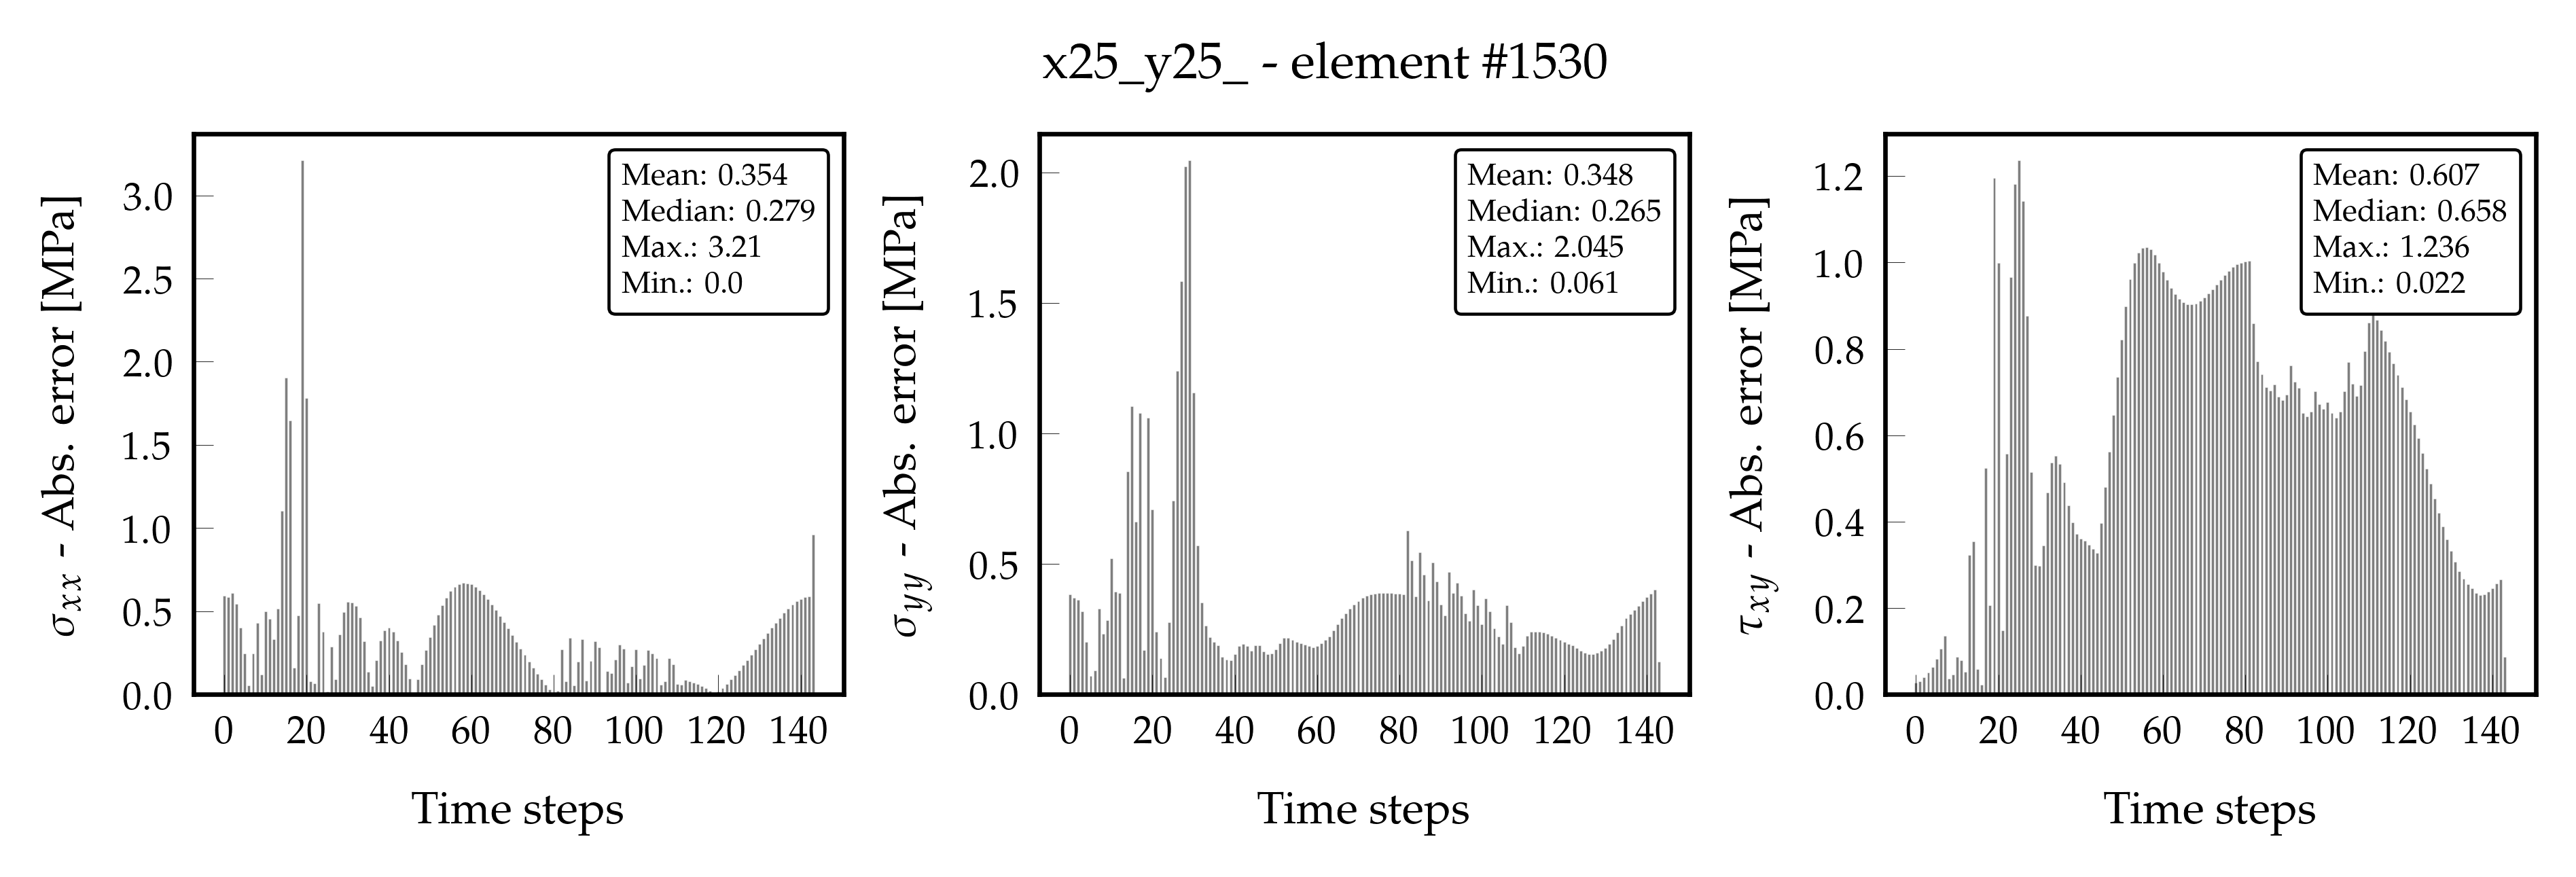 x25_y25_ - element #1530
σxx - Abs. error [MPa]
3.0
2.5
2.0
1.5
1.0
0.5
0.0
0 20 40 60 80 100 120 140
Time steps
Mean: 0.354
Median: 0.279
Max.: 3.21
Min.: 0.0
σyy - Abs. error [MPa]
2.0
1.5
1.0
0.5
0.0
0 20 40 60 80 100 120 140
Time steps
Mean: 0.348
Median: 0.265
Max.: 2.045
Min.: 0.061
τxy - Abs. error [MPa]
1.2
1.0
0.8
0.6
0.4
0.2
0.0
0 20 40 60 80 100 120 140
Time steps
Mean: 0.607
Median: 0.658
Max.: 1.236
Min.: 0.022